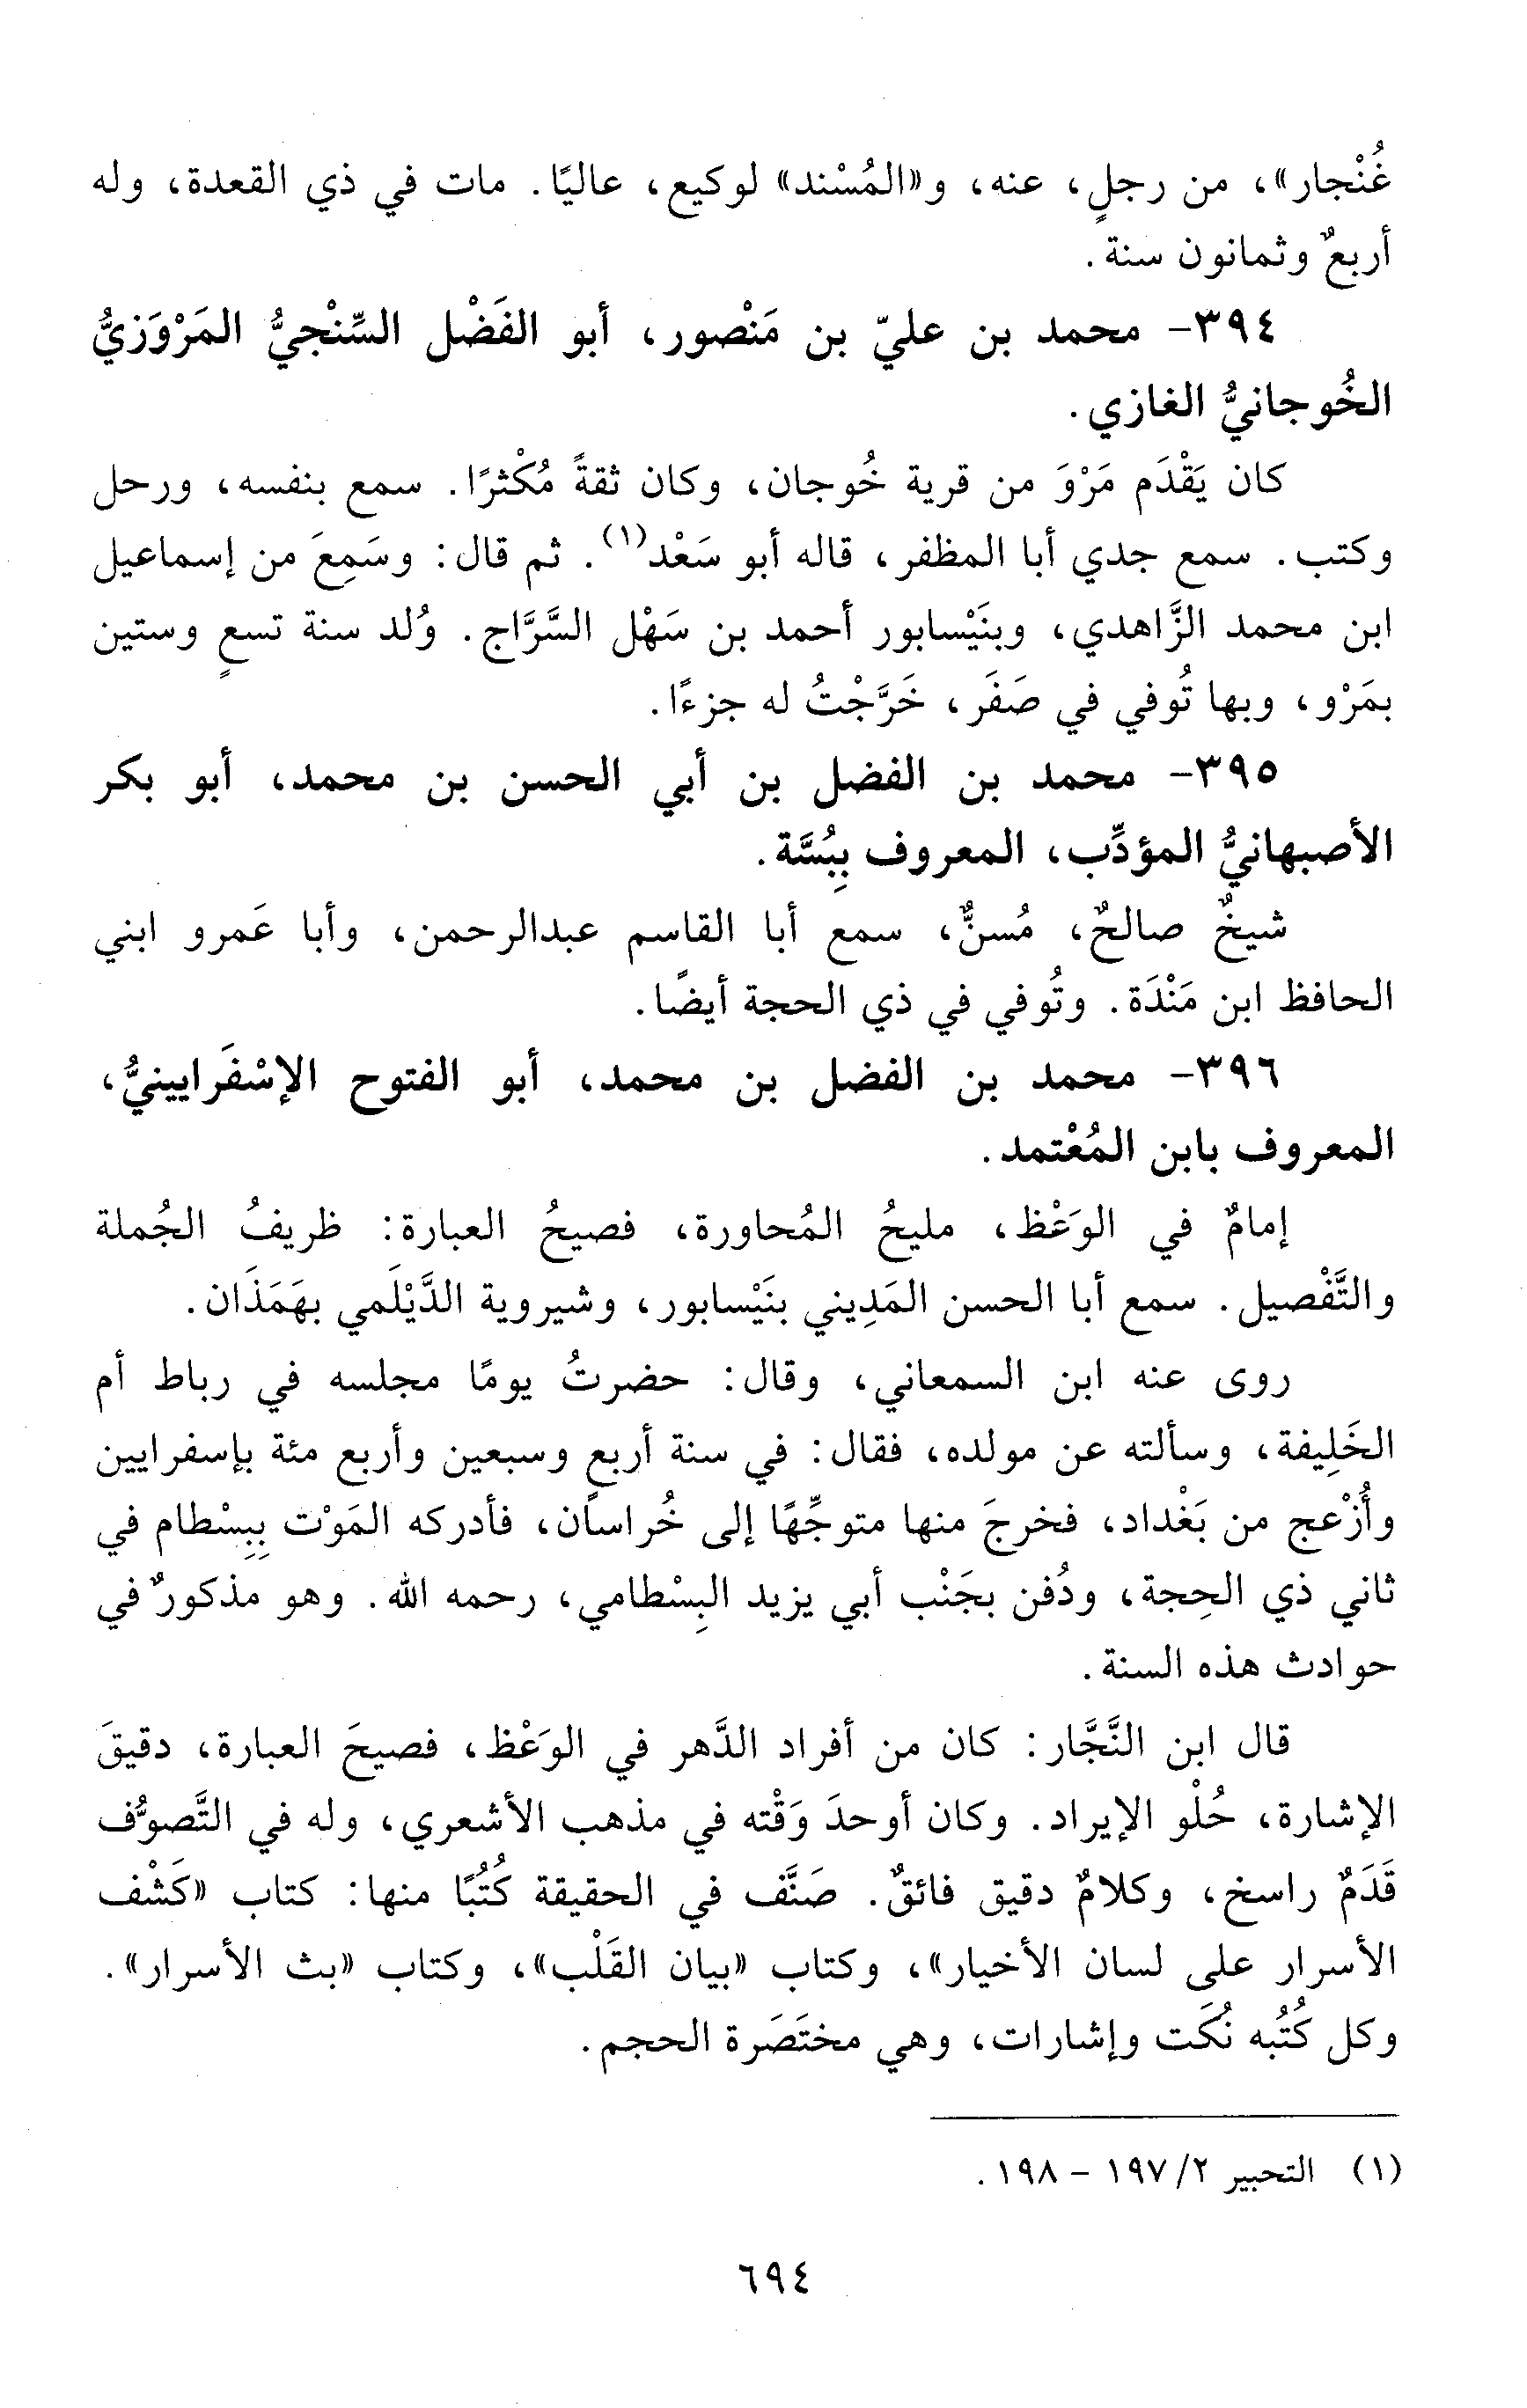 غُنْجار»، من رجلٍ، عنه، و«المُسْند» لوكيع، عاليًا. مات في ذي القعدة، وله
أربعٌ وثمانون سنة.
٣٩٤- محمد بن عليّ بن مَنْصور، أبو الفَضْل السِّنْجيُّ المَرْوَزيُّ
الخُوجانيُّ الغازي.
كان يَقْدَم مَرْوَ من قرية خُوجان، وكان ثقةً مُكْثرًا. سمع بنفسه، ورحل
وكتب. سمع جدي أبا المظفر، قاله أبو سَعْد(١). ثم قال: وسَمِعَ من إسماعيل
ابن محمد الزَّاهدي، وبنَيْسابور أحمد بن سَهْل السَّرَّاج. وُلد سنة تسعٍ وستين
بمَرْو، وبها تُوفي في صَفَر، خَرَّجْتُ له جزءًا.
٣٩٥- محمد بن الفضل بن أبي الحسن بن محمد، أبو بكر
الأصبهانيُّ المؤدِّب، المعروف بِبُسَّة.
شيخٌ صالحٌ، مُسنٌّ، سمع أبا القاسم عبدالرحمن، وأبا عَمرو ابني
الحافظ ابن مَنْدَة. وتُوفي في ذي الحجة أيضًا.
٣٩٦- محمد بن الفضل بن محمد، أبو الفتوح الإسْفَرايينيُّ،
المعروف بابن المُعْتمد.
إمامٌ في الوَعْظ، مليحُ المُحاورة، فصيحُ العبارة: ظريفُ الجُملة
والتَّفْصيل. سمع أبا الحسن المَدِيني بنَيْسابور، وشيروية الدَّيْلَمي بهَمَذَان.
روى عنه ابن السمعاني، وقال: حضرتُ يومًا مجلسه في رباط أم
الخَلِيفة، وسألته عن مولده، فقال: في سنة أربعٍ وسبعين وأربع مئة بإسفرايين
وأُزْعج من بَغْداد، فخرجَ منها متوجِّهًا إلى خُراسان، فأدركه المَوْت بِبِسْطام في
ثاني ذي الحِجة، ودُفن بجَنْب أبي يزيد البِسْطامي، رحمه الله. وهو مذكورٌ في
حوادث هذه السنة.
قال ابن النَّجَّار: كان من أفراد الدَّهر في الوَعْظ، فصيحَ العبارة، دقيقَ
الإشارة، حُلْو الإيراد. وكان أوحدَ وَقْته في مذهب الأشعري، وله في التَّصوُّف
قَدَمٌ راسخ، وكلامٌ دقيق فائقٌ. صَنَّف في الحقيقة كُتُبًا منها: كتاب «كَشْف
الأسرار على لسان الأخيار»، وكتاب «بيان القَلْب»، وكتاب «بث الأسرار».
وكل كُتُبه نُكَت وإشارات، وهي مختَصَرة الحجم.
(١) التحبير ٢/ ١٩٧ - ١٩٨.
٦٩٤